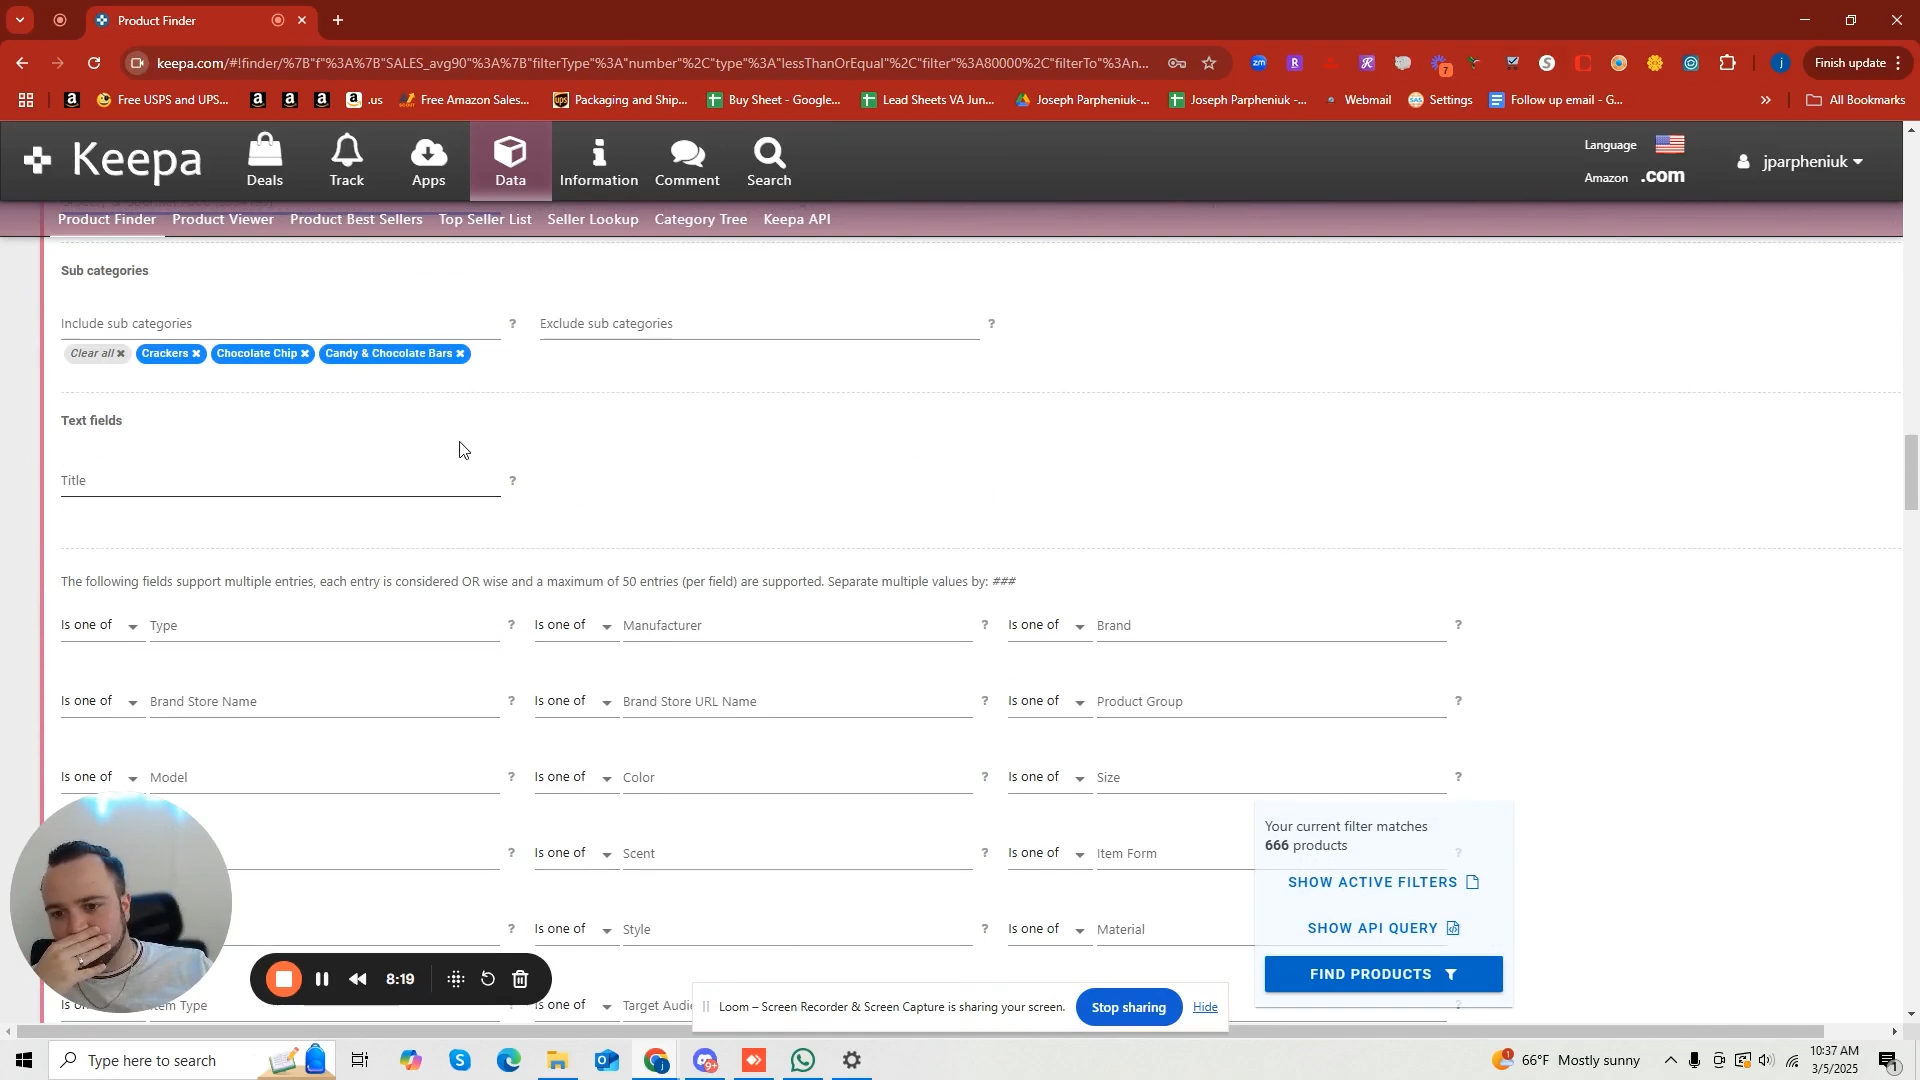 Product Finder
keepa.com/#!finder/%7B"f"%3A%7B"SALES_avg90"%3A%7B"filterType"%3A"number"%2C"type"%3A"lessThanOrEqual"%2C"filter"%3A80000%2C"filterTo"%3An...
Finish update
Free USPS and UPS...
.us
Free Amazon Sales...
Packaging and Ship...
Buy Sheet - Google...
Lead Sheets VA Jun...
Joseph Parpheniuk-...
Joseph Parpheniuk -...
Webmail
Settings
Follow up email - G...
All Bookmarks
Keepa
Deals
Track
Apps
Data
Information
Comment
Search
Language
Amazon .com
jparpheniuk
Product Finder
Product Viewer
Product Best Sellers
Top Seller List
Seller Lookup
Category Tree
Keepa API
Sub categories
Include sub categories ?
Exclude sub categories ?
Clear all ✖ Crackers ✖ Chocolate Chip ✖ Candy & Chocolate Bars ✖
Text fields
Title ?
The following fields support multiple entries, each entry is considered OR wise and a maximum of 50 entries (per field) are supported. Separate multiple values by: ###
Is one of Type ? Is one of Manufacturer ? Is one of Brand ?
Is one of Brand Store Name ? Is one of Brand Store URL Name ? Is one of Product Group ?
Is one of Model ? Is one of Color ? Is one of Size ?
? Is one of Scent ? Is one of Item Form ?
? Is one of Style ? Is one of Material
Item Type ? Is one of Target Audi ?
Your current filter matches
666 products
SHOW ACTIVE FILTERS
SHOW API QUERY
FIND PRODUCTS
8:19
Loom – Screen Recorder & Screen Capture is sharing your screen.
Stop sharing
Hide
Type here to search
66°F Mostly sunny
10:37 AM
3/5/2025